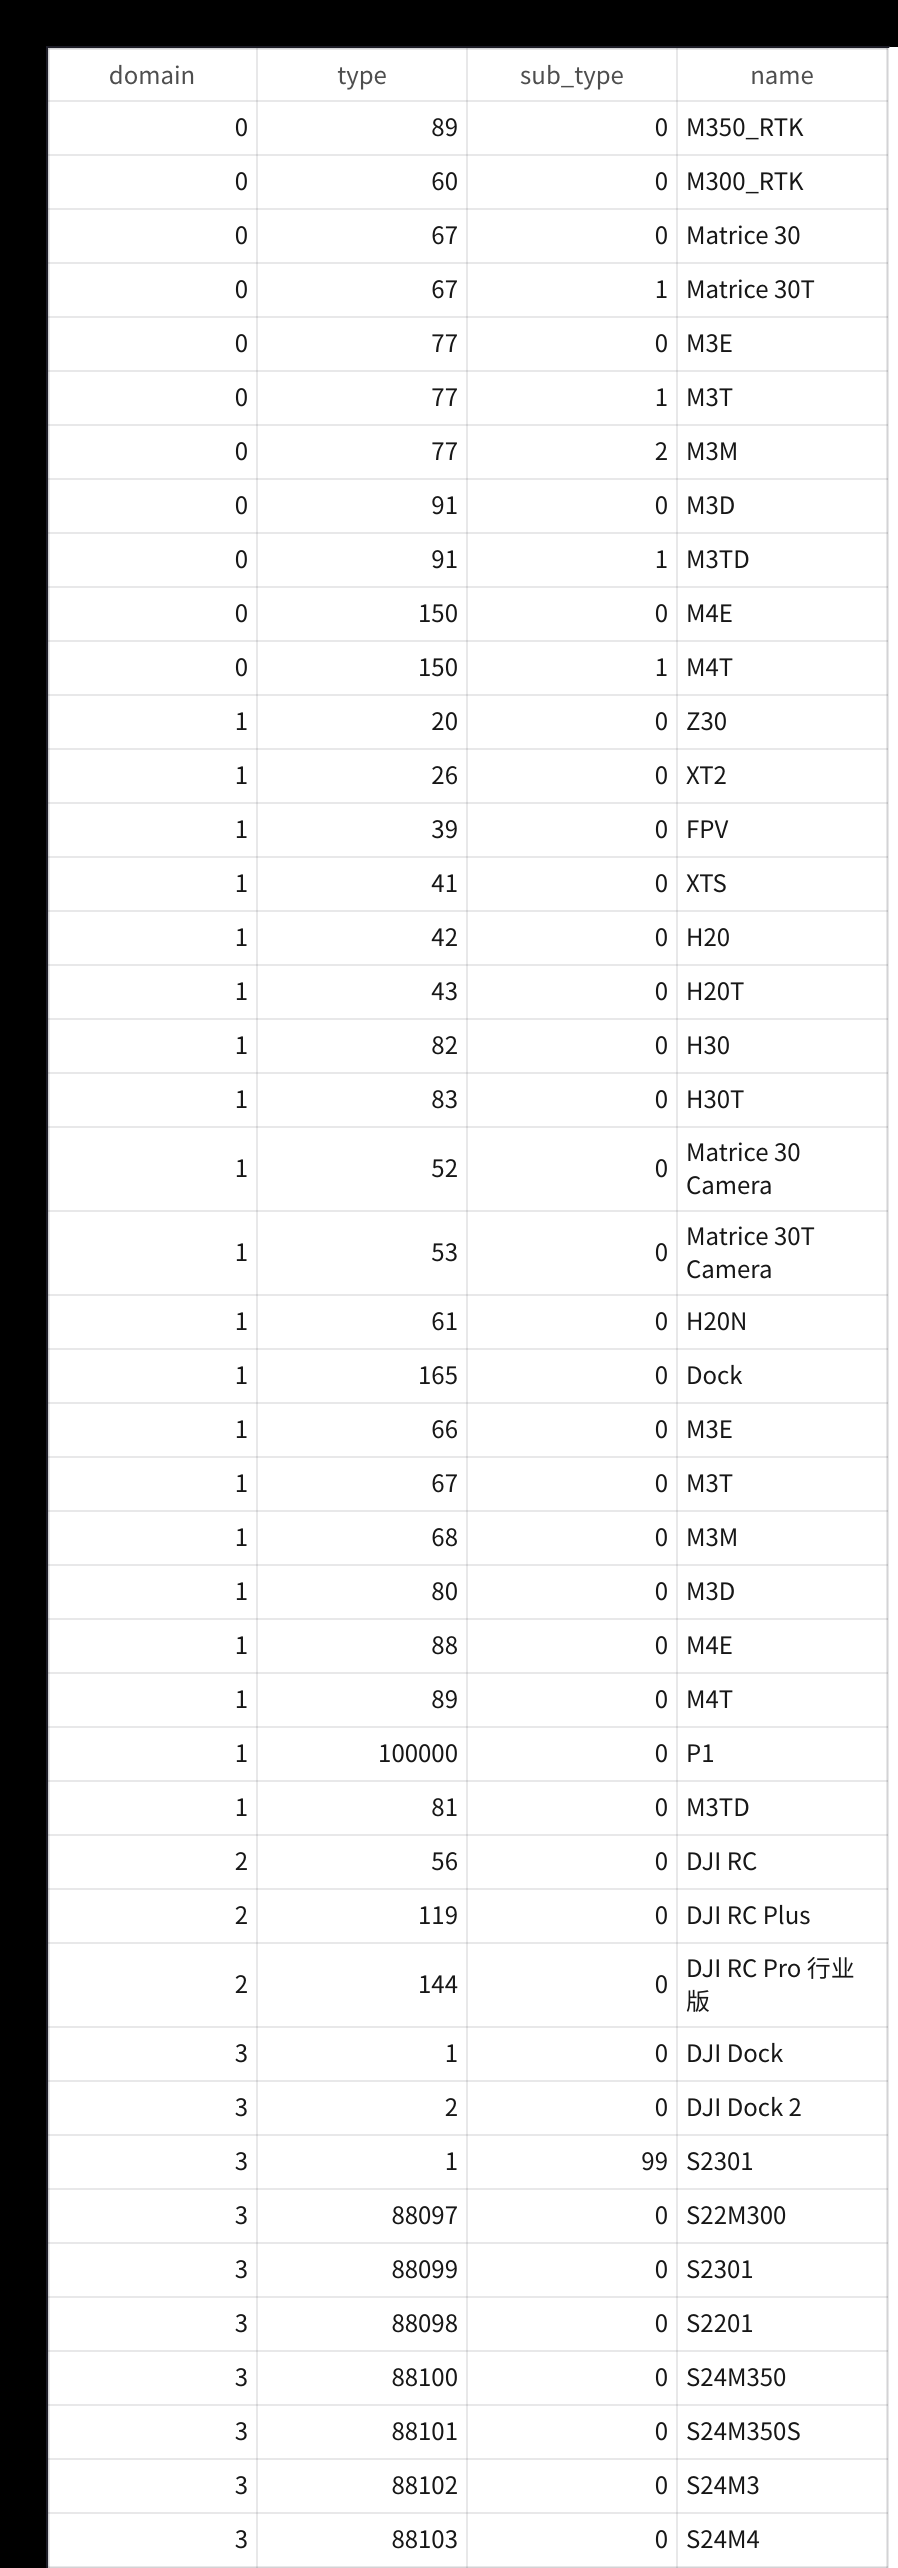 domain type sub_type name
0 89 0 M350_RTK
0 60 0 M300_RTK
0 67 0 Matrice 30
0 67 1 Matrice 30T
0 77 0 M3E
0 77 1 M3T
0 77 2 M3M
0 91 0 M3D
0 91 1 M3TD
0 150 0 M4E
0 150 1 M4T
1 20 0 Z30
1 26 0 XT2
1 39 0 FPV
1 41 0 XTS
1 42 0 H20
1 43 0 H20T
1 82 0 H30
1 83 0 H30T
1 52 0 Matrice 30
Camera
1 53 0 Matrice 30T
Camera
1 61 0 H20N
1 165 0 Dock
1 66 0 M3E
1 67 0 M3T
1 68 0 M3M
1 80 0 M3D
1 88 0 M4E
1 89 0 M4T
1 100000 0 P1
1 81 0 M3TD
2 56 0 DJI RC
2 119 0 DJI RC Plus
2 144 0 DJI RC Pro 行业
版
3 1 0 DJI Dock
3 2 0 DJI Dock 2
3 1 99 S2301
3 88097 0 S22M300
3 88099 0 S2301
3 88098 0 S2201
3 88100 0 S24M350
3 88101 0 S24M350S
3 88102 0 S24M3
3 88103 0 S24M4